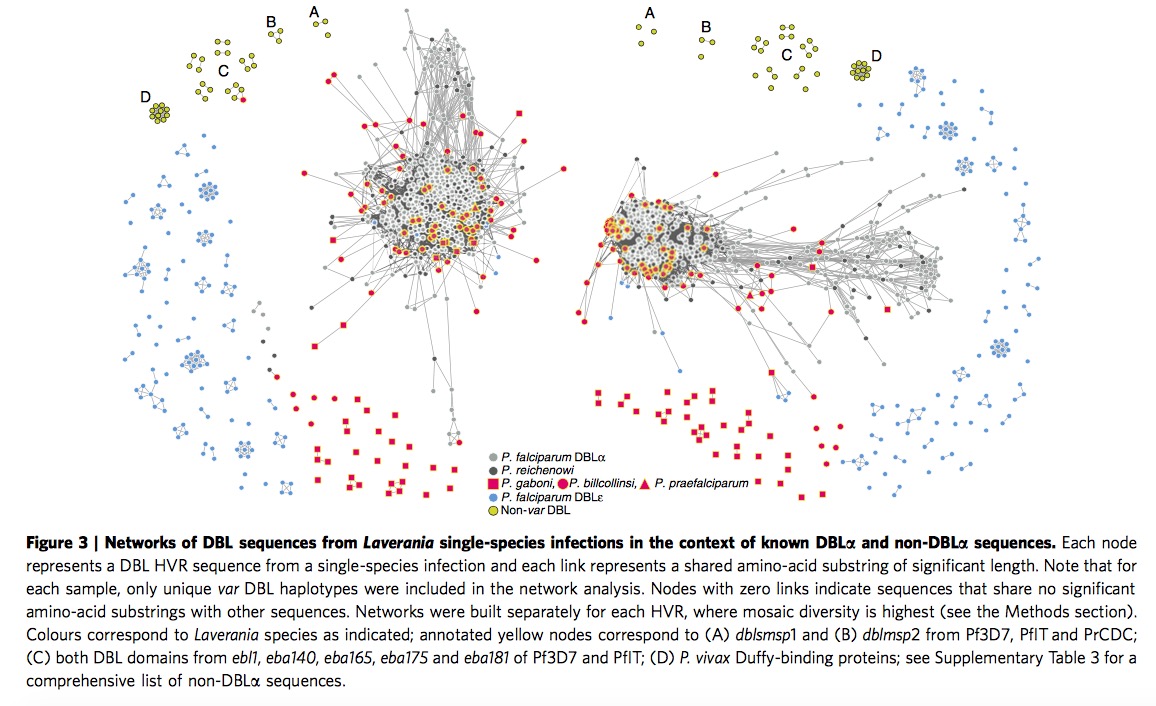 A
B
C
D
A
B
C
D
P. falciparum DBLα
P. reichenowi
P. gaboni, P. billcollinsi, P. praefalciparum
P. falciparum DBLε
Non-var DBL
Figure 3 | Networks of DBL sequences from Laverania single-species infections in the context of known DBLα and non-DBLα sequences. Each node
represents a DBL HVR sequence from a single-species infection and each link represents a shared amino-acid substring of significant length. Note that for
each sample, only unique var DBL haplotypes were included in the network analysis. Nodes with zero links indicate sequences that share no significant
amino-acid substrings with other sequences. Networks were built separately for each HVR, where mosaic diversity is highest (see the Methods section).
Colours correspond to Laverania species as indicated; annotated yellow nodes correspond to (A) dblsmsp1 and (B) dblmsp2 from Pf3D7, PfIT and PrCDC;
(C) both DBL domains from ebl1, eba140, eba165, eba175 and eba181 of Pf3D7 and PfIT; (D) P. vivax Duffy-binding proteins; see Supplementary Table 3 for a
comprehensive list of non-DBLα sequences.